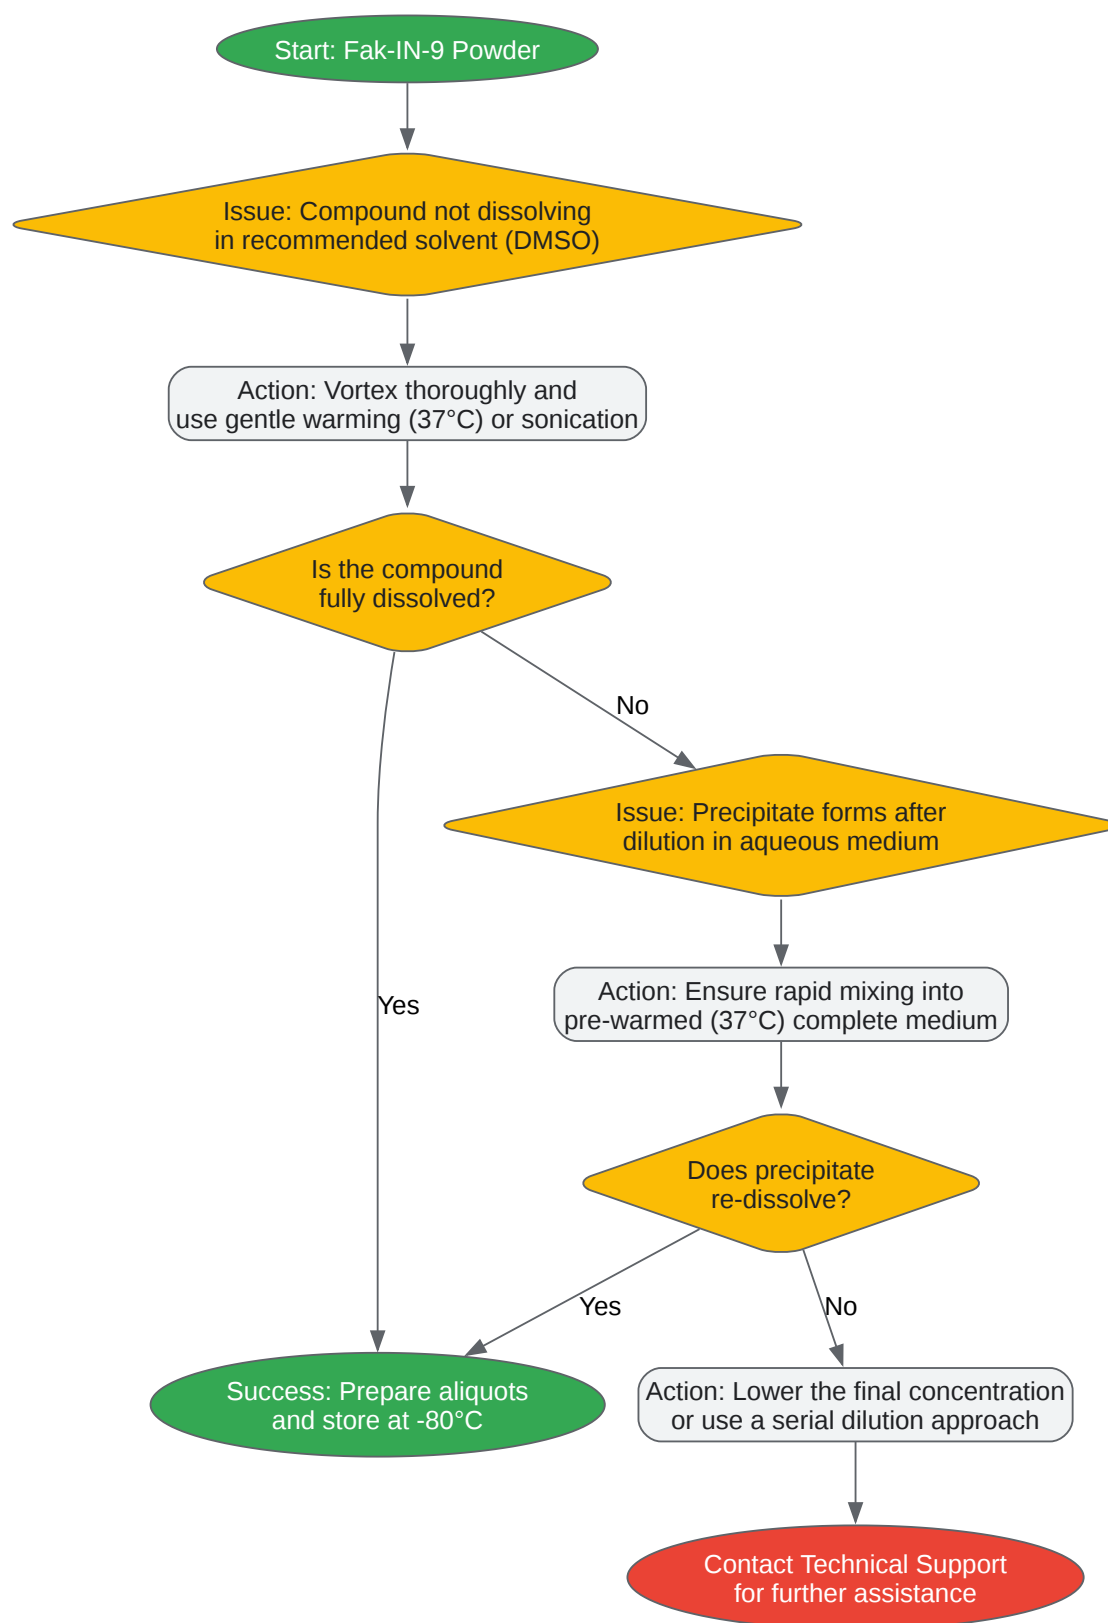 Start: Fak-IN-9 Powder
Issue: Compound not dissolving
in recommended solvent (DMSO)
Action: Vortex thoroughly and
use gentle warming (37°C) or sonication
Is the compound
fully dissolved?
No
Issue: Precipitate forms after
dilution in aqueous medium
Action: Ensure rapid mixing into
pre-warmed (37°C) complete medium
Yes
Does precipitate
re-dissolve?
Yes
No
Success: Prepare aliquots
and store at -80°C
Action: Lower the final concentration
or use a serial dilution approach
Contact Technical Support
for further assistance